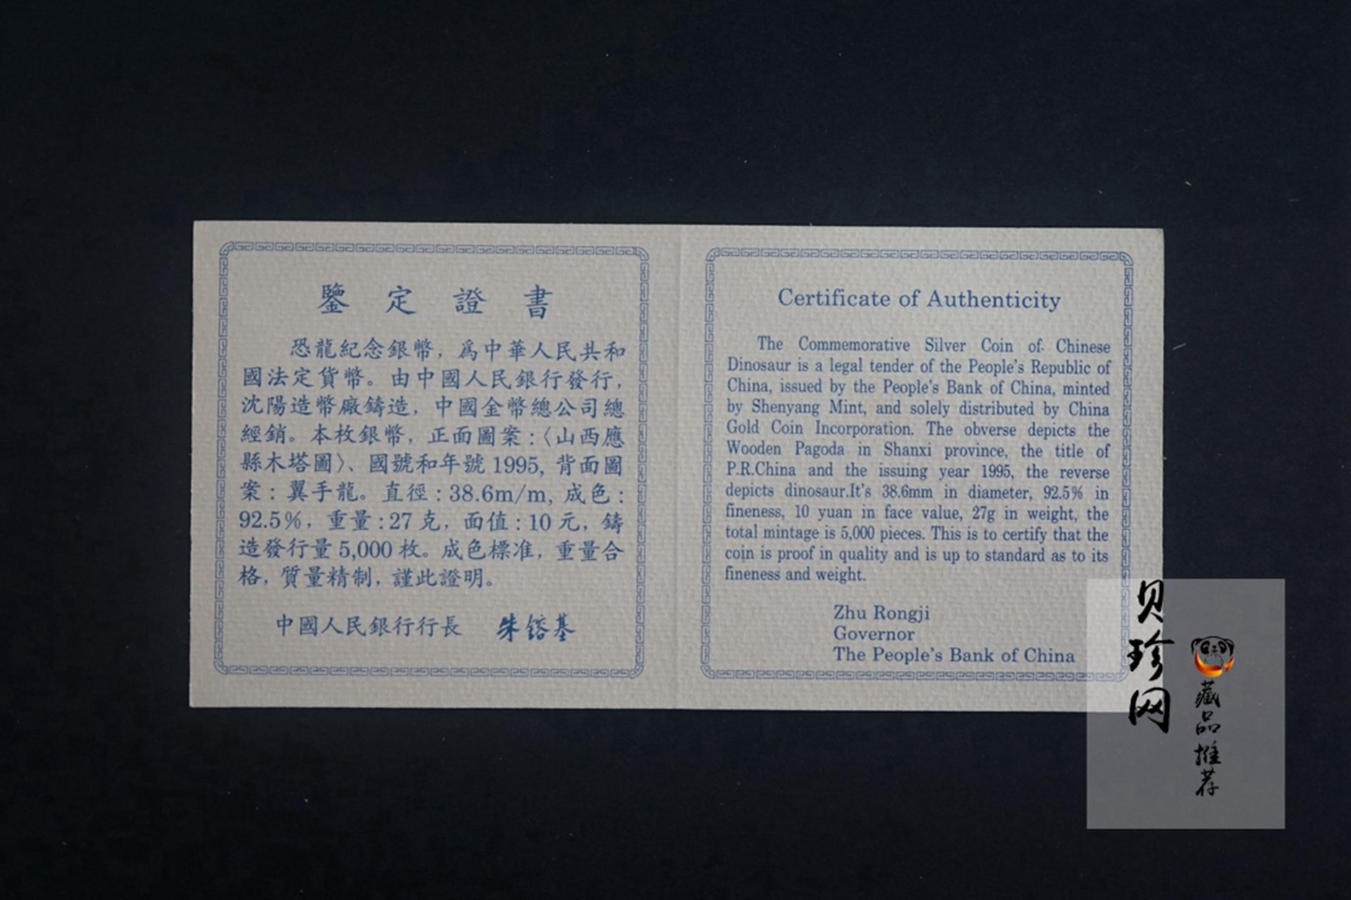 鑒定證書
恐龍紀念銀幣，爲中華人民共和
國法定貨幣。由中國人民銀行發行，
沈陽造幣廠鑄造，中國金幣總公司總
經銷。本枚銀幣，正面圖案：〈山西應
縣木塔圖〉、國號和年號1995，背面圖
案：翼手龍。直徑：38.6m/m，成色：
92.5%，重量：27克，面值：10元，鑄
造發行量5,000枚。成色標准，重量合
格，質量精制，謹此證明。
中國人民銀行行長 朱鎔基
Certificate of Authenticity
The Commemorative Silver Coin of Chinese
Dinosaur is a legal tender of the People's Republic of
China, issued by the People's Bank of China, minted
by Shenyang Mint, and solely distributed by China
Gold Coin Incorporation. The obverse depicts the
Wooden Pagoda in Shanxi province, the title of
P.R.China and the issuing year 1995, the reverse
depicts dinosaur.It's 38.6mm in diameter, 92.5% in
fineness, 10 yuan in face value, 27g in weight, the
total mintage is 5,000 pieces. This is to certify that the
coin is proof in quality and is up to standard as to its
fineness and weight.
Zhu Rongji
Governor
The People's Bank of China
贝珍网
藏品推荐